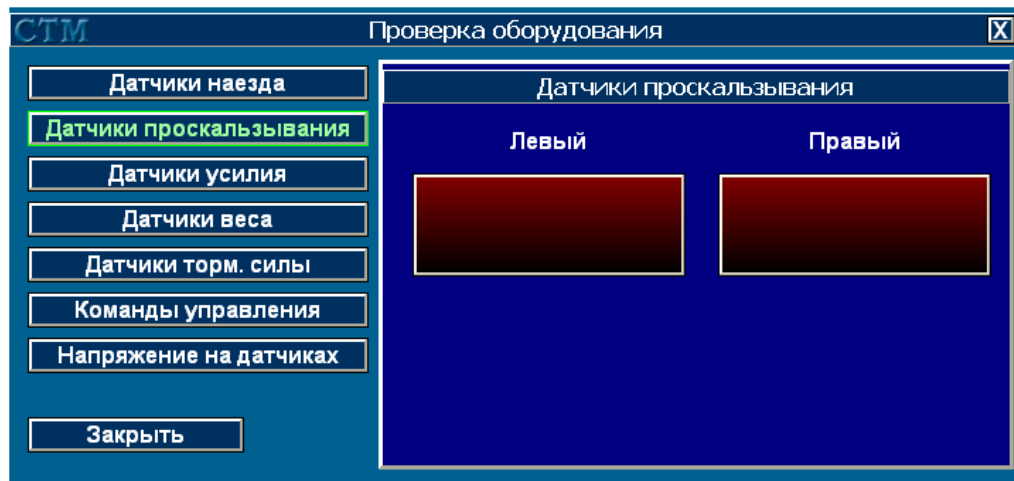 СТМ
Проверка оборудования
X
Датчики наезда
Датчики проскальзывания
Датчики усилия
Датчики веса
Датчики торм. силы
Команды управления
Напряжение на датчиках
Закрыть
Датчики проскальзывания
Левый
Правый